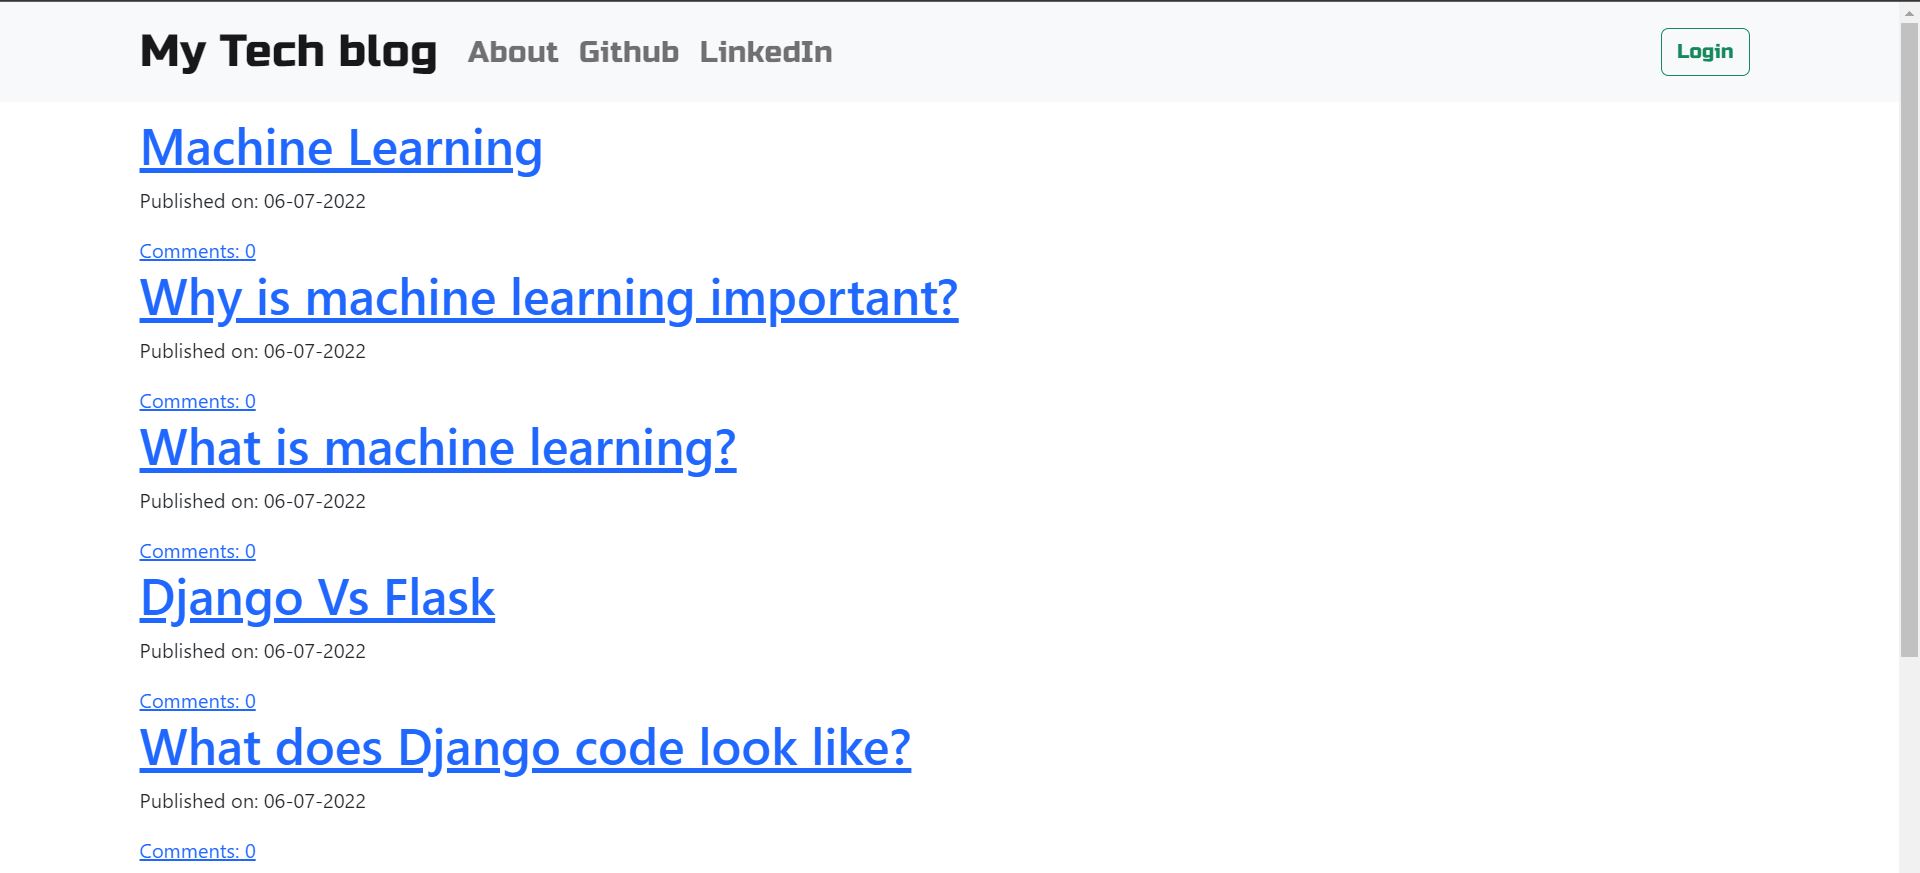 My Tech blog About Github LinkedIn Login
Machine Learning
Published on: 06-07-2022
Comments: 0
Why is machine learning important?
Published on: 06-07-2022
Comments: 0
What is machine learning?
Published on: 06-07-2022
Comments: 0
Django Vs Flask
Published on: 06-07-2022
Comments: 0
What does Django code look like?
Published on: 06-07-2022
Comments: 0